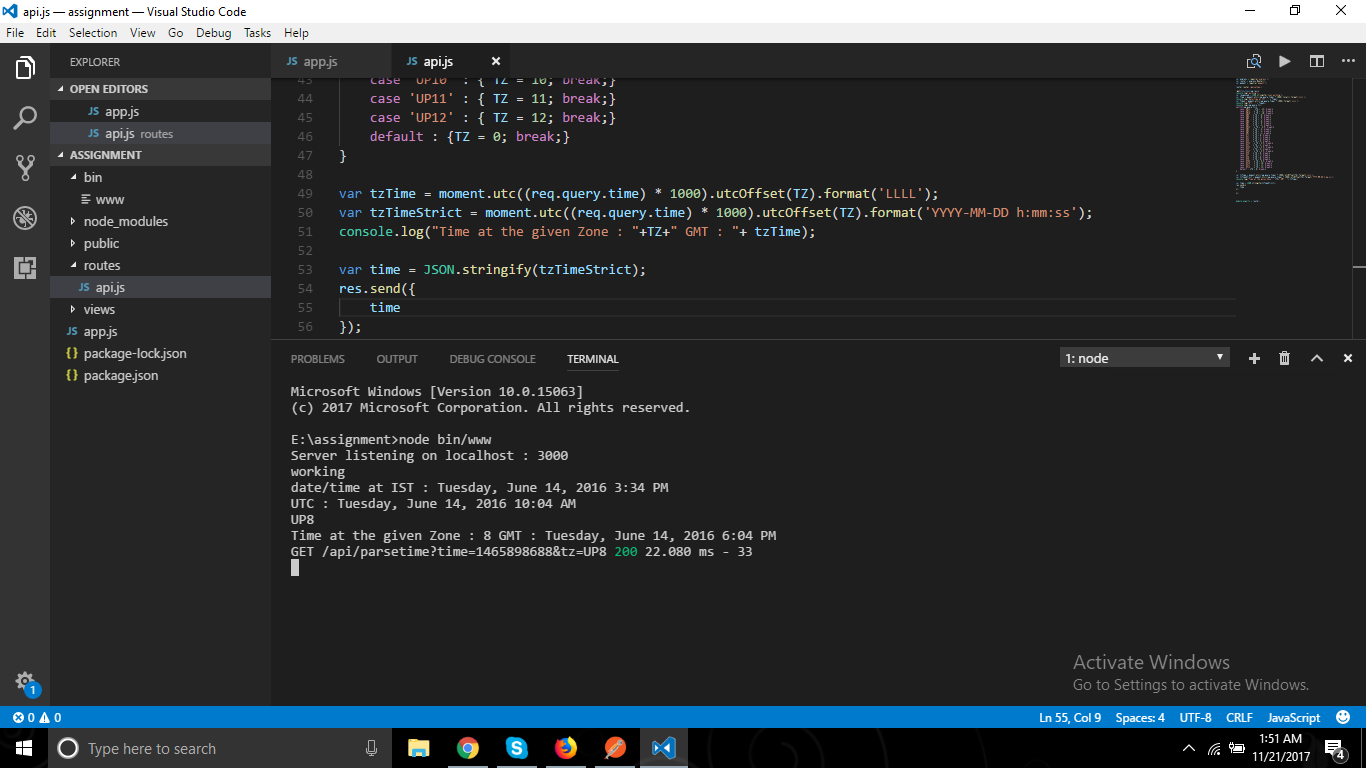 api.js — assignment — Visual Studio Code
File Edit Selection View Go Debug Tasks Help
EXPLORER
OPEN EDITORS
JS app.js
JS api.js routes
ASSIGNMENT
bin
www
node_modules
public
routes
JS api.js
views
JS app.js
{} package-lock.json
{} package.json
1
JS app.js JS api.js ×
43 case 'UP10' : { TZ = 10; break;}
44 case 'UP11' : { TZ = 11; break;}
45 case 'UP12' : { TZ = 12; break;}
46 default : {TZ = 0; break;}
47 }
48
49 var tzTime = moment.utc((req.query.time) * 1000).utcOffset(TZ).format('LLLL');
50 var tzTimeStrict = moment.utc((req.query.time) * 1000).utcOffset(TZ).format('YYYY-MM-DD h:mm:ss');
51 console.log("Time at the given Zone : "+TZ+" GMT : "+ tzTime);
52
53 var time = JSON.stringify(tzTimeStrict);
54 res.send({
55 time
56 });
PROBLEMS OUTPUT DEBUG CONSOLE TERMINAL 1: node
Microsoft Windows [Version 10.0.15063]
(c) 2017 Microsoft Corporation. All rights reserved.
E:\assignment>node bin/www
Server listening on localhost : 3000
working
date/time at IST : Tuesday, June 14, 2016 3:34 PM
UTC : Tuesday, June 14, 2016 10:04 AM
UP8
Time at the given Zone : 8 GMT : Tuesday, June 14, 2016 6:04 PM
GET /api/parsetime?time=1465898688&tz=UP8 200 22.080 ms - 33
Activate Windows
Go to Settings to activate Windows.
0 0 Ln 55, Col 9 Spaces: 4 UTF-8 CRLF JavaScript
Type here to search
1:51 AM
11/21/2017
4